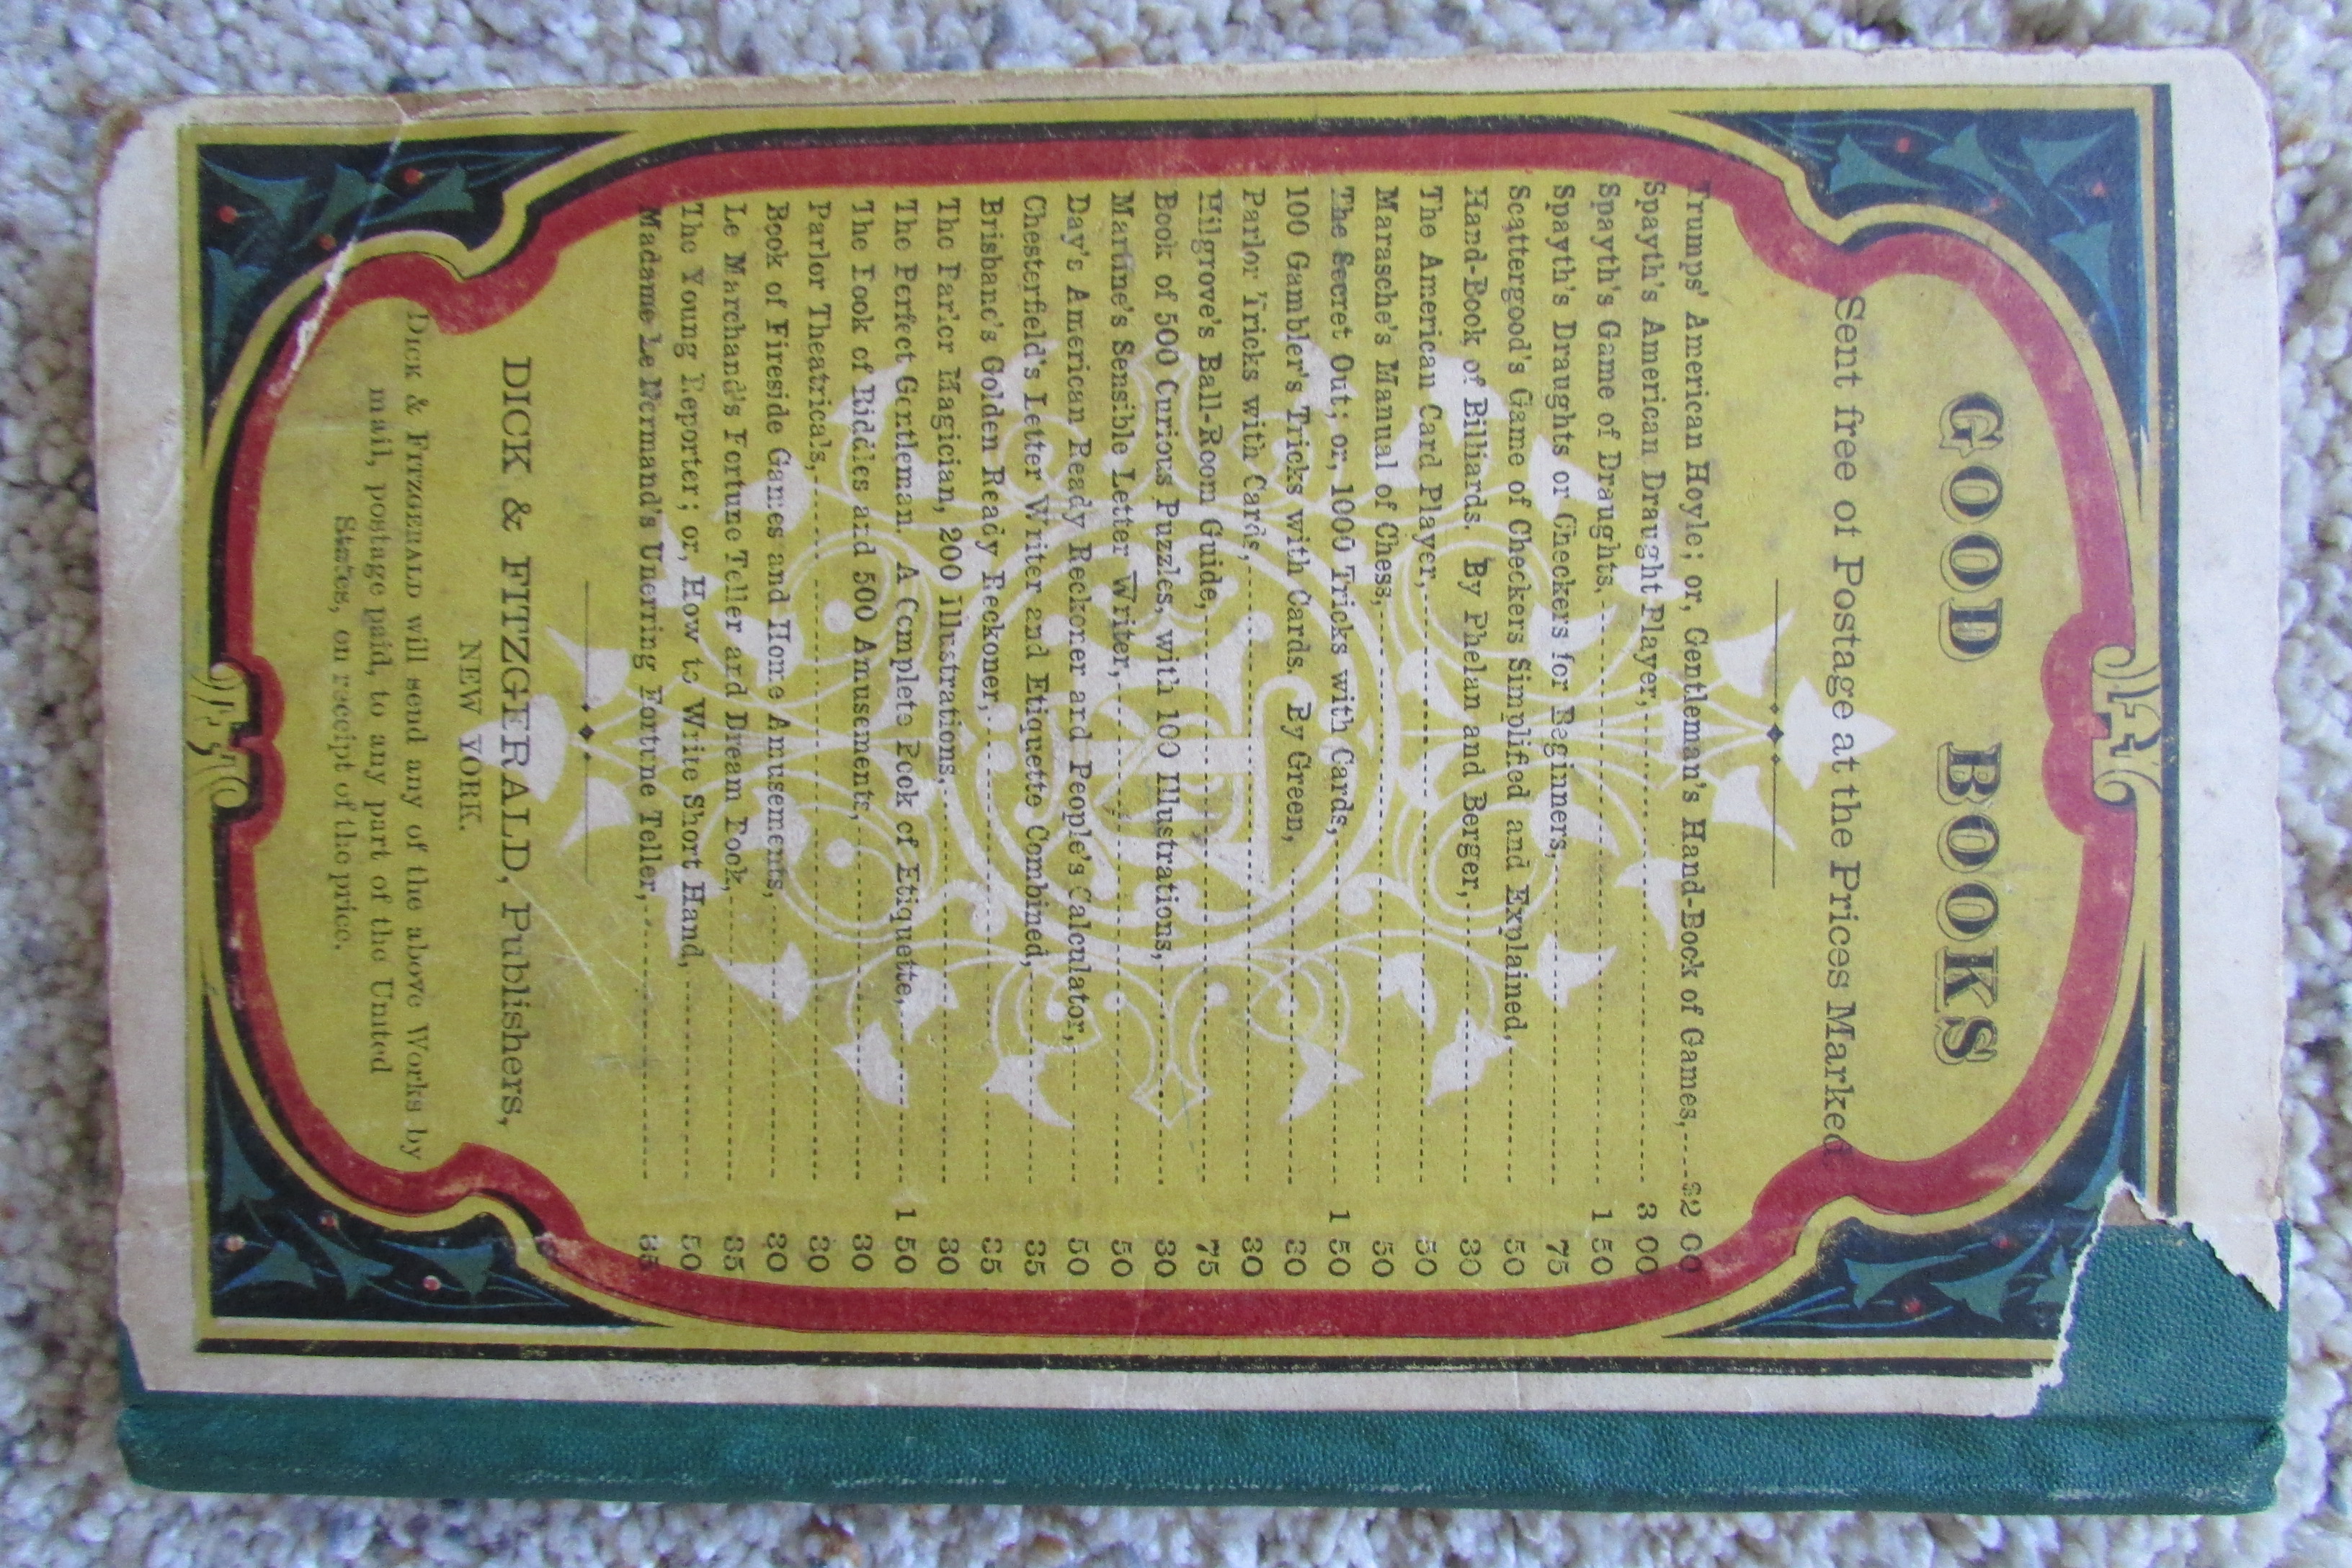 GOOD BOOKS
Sent free of Postage at the Prices Marked
Trumps' American Hoyle; or, Gentleman's Hand-Book of Games,.... $2 00
Spayth's American Draught Player,.... 3 00
Spayth's Game of Draughts,.... 1 50
Spayth's Draughts or Checkers for Beginners,.... 75
Scattergood's Game of Checkers Simplified and Explained,.... 50
Hand-Book of Billiards. By Phelan and Berger,.... 30
The American Card Player,.... 50
Marasche's Manual of Chess,.... 50
The Secret Out; or, 1000 Tricks with Cards,.... 1 50
100 Gambler's Tricks with Cards. By Green,.... 30
Parlor Tricks with Cards,.... 30
Hilgrove's Ball-Room Guide,.... 75
Book of 500 Curious Puzzles, with 100 Illustrations,.... 30
Martine's Sensible Letter Writer,.... 50
Day's American Ready Reckoner and People's Calculator,.... 50
Chesterfield's Letter Writer and Etiquette Combined,.... 35
Brisbane's Golden Ready Reckoner,.... 35
The Parlor Magician, 200 Illustrations,.... 30
The Perfect Gentleman. A Complete Book of Etiquette,.... 1 50
The Book of Riddles and 500 Amusements,.... 30
Parlor Theatricals,.... 30
Book of Fireside Games and Home Amusements,.... 30
Le Marchand's Fortune Teller and Dream Book,.... 35
The Young Reporter; or, How to Write Short Hand,.... 50
Madame Le Normand's Unerring Fortune Teller,.... 35
DICK & FITZGERALD, Publishers,
NEW YORK.
DICK & FITZGERALD will send any of the above Works by
mail, postage paid, to any part of the United
States, on receipt of the price.